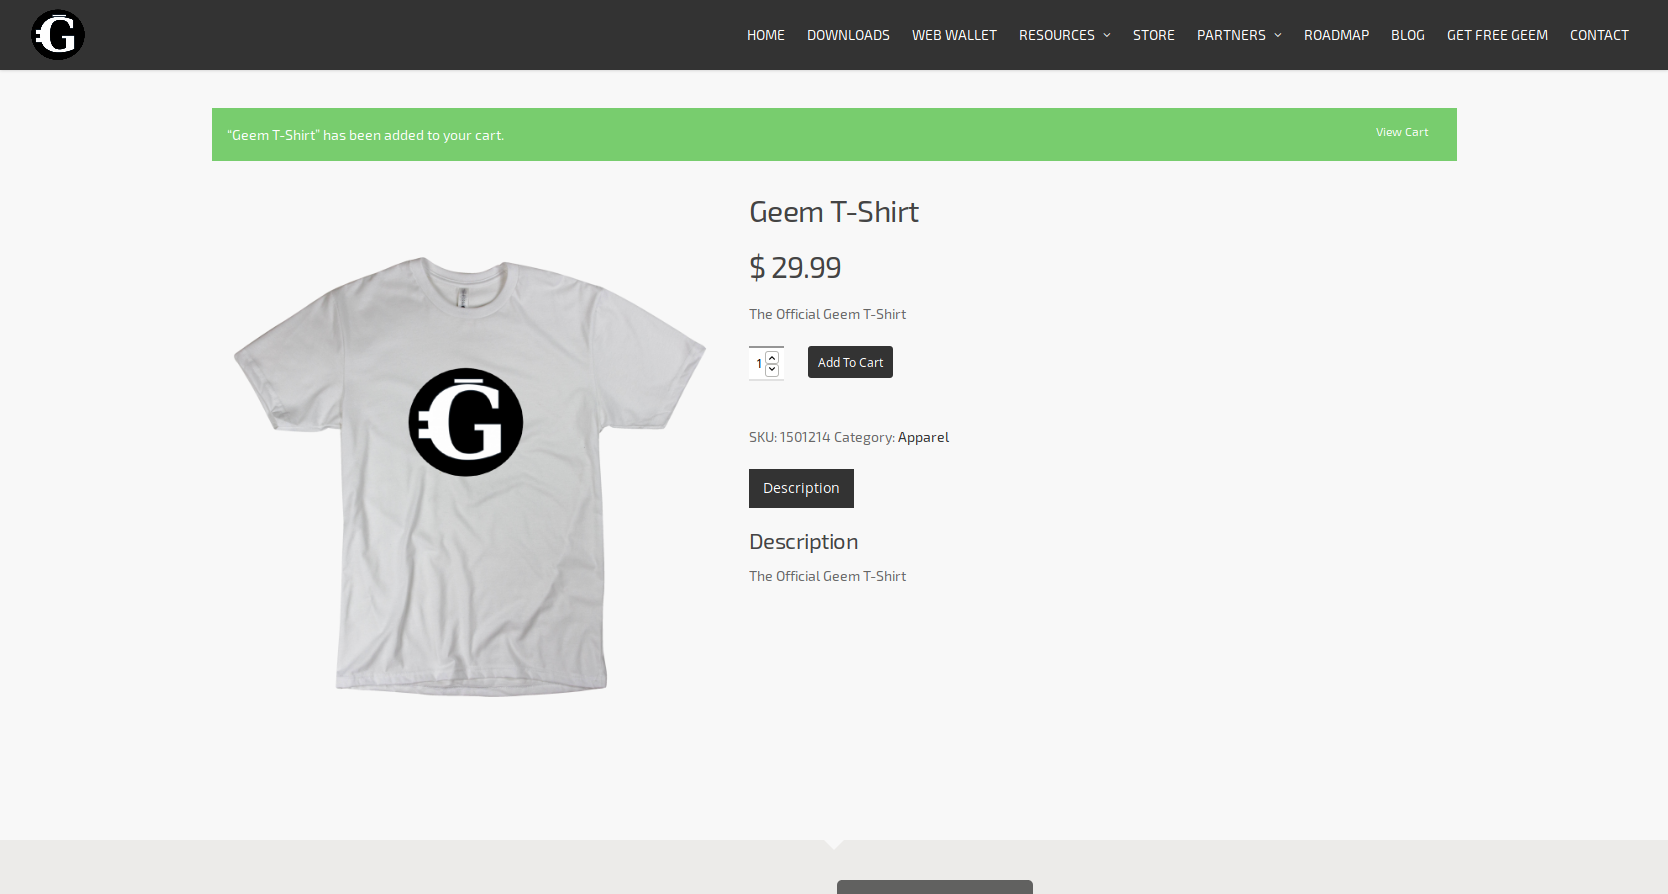 G
HOME DOWNLOADS WEB WALLET RESOURCES STORE PARTNERS ROADMAP BLOG GET FREE GEEM CONTACT
“Geem T-Shirt” has been added to your cart.
View Cart
Geem T-Shirt
$ 29.99
The Official Geem T-Shirt
1
Add To Cart
SKU: 1501214 Category: Apparel
Description
Description
The Official Geem T-Shirt
G